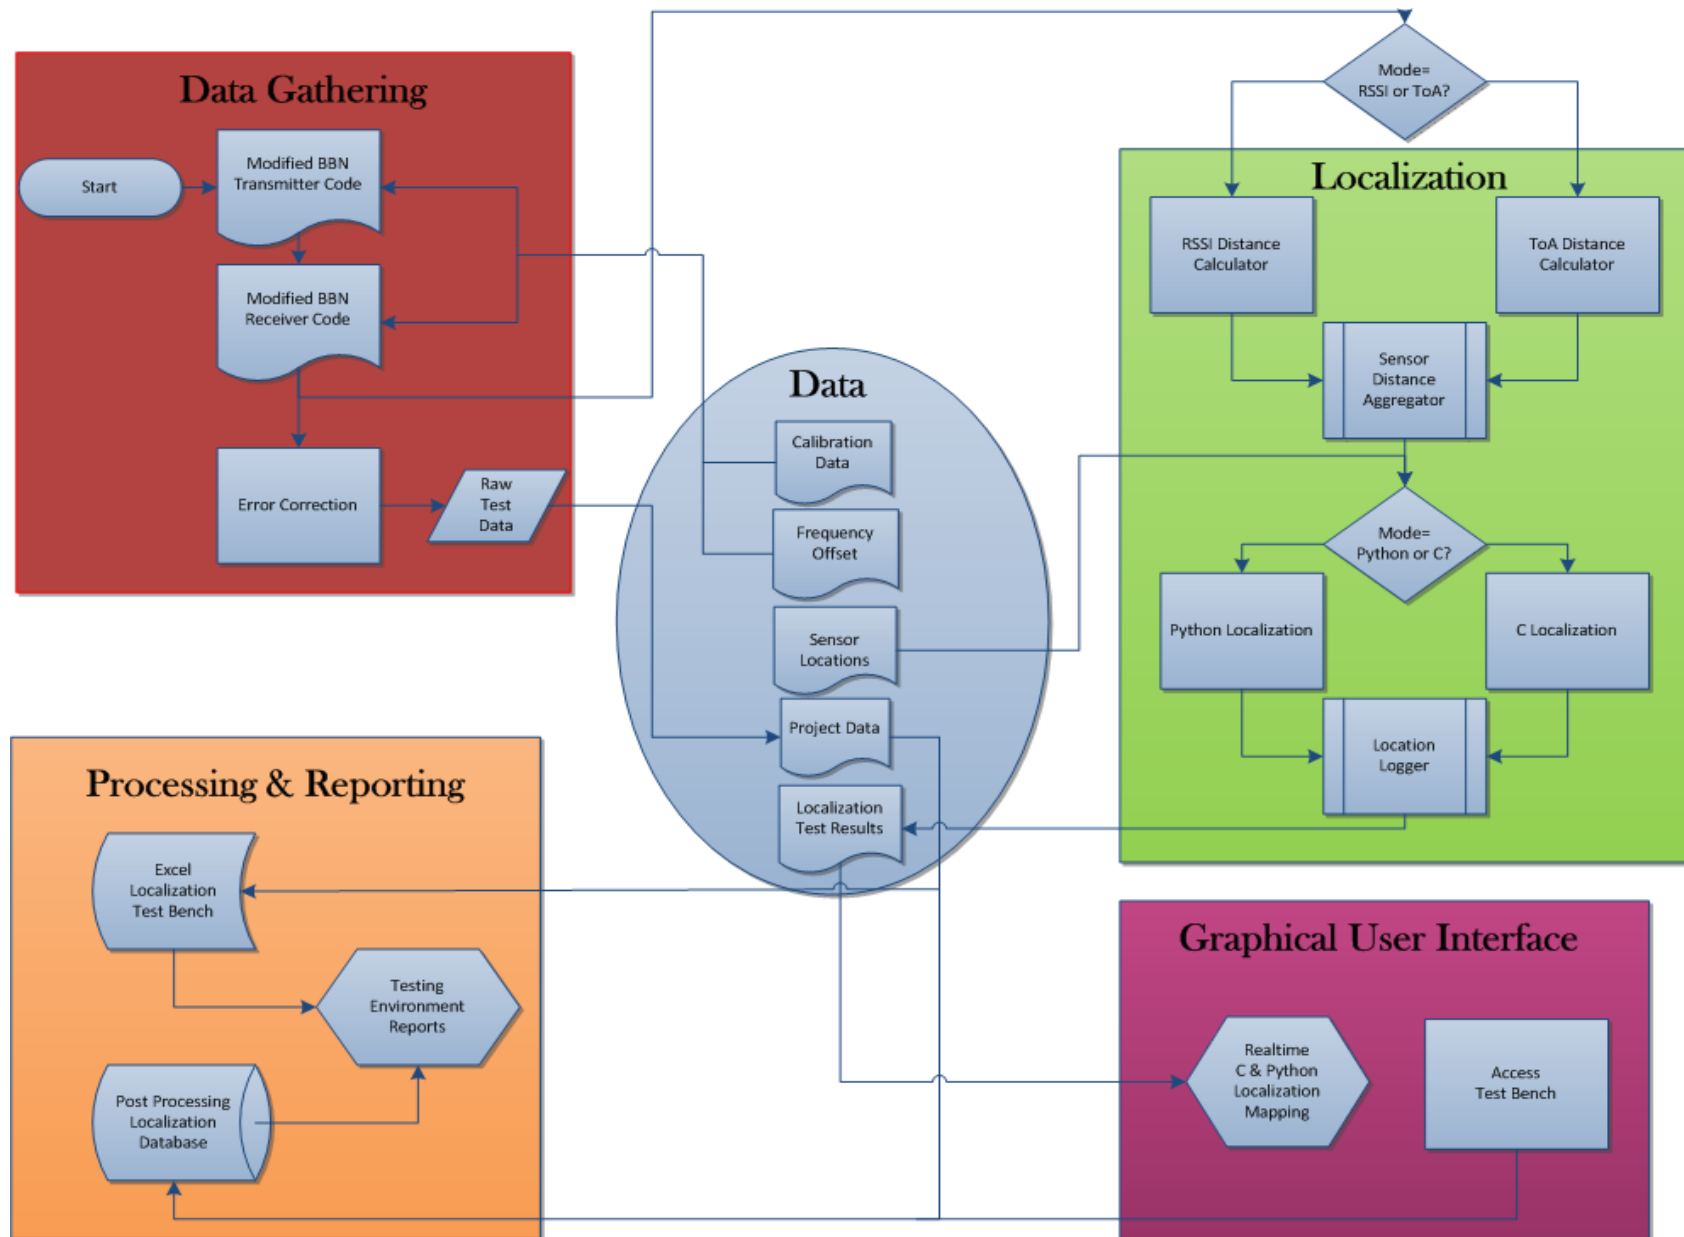 Data Gathering
Start
Modified BBN
Transmitter Code
Modified BBN
Receiver Code
Error Correction
Raw
Test
Data
Data
Calibration
Data
Frequency
Offset
Sensor
Locations
Project Data
Localization
Test Results
Mode=
RSSI or ToA?
Localization
RSSI Distance
Calculator
ToA Distance
Calculator
Sensor
Distance
Aggregator
Mode=
Python or C?
Python Localization
C Localization
Location
Logger
Processing & Reporting
Excel
Localization
Test Bench
Testing
Environment
Reports
Post Processing
Localization
Database
Graphical User Interface
Realtime
C & Python
Localization
Mapping
Access
Test Bench